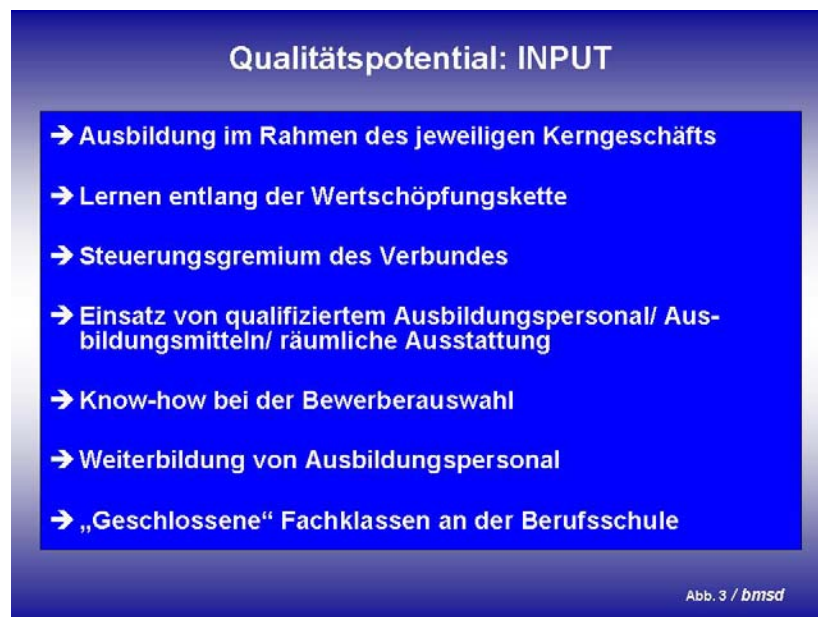 Qualitätspotential: INPUT
➔ Ausbildung im Rahmen des jeweiligen Kerngeschäfts
➔ Lernen entlang der Wertschöpfungskette
➔ Steuerungsgremium des Verbundes
➔ Einsatz von qualifiziertem Ausbildungspersonal/ Aus-
bildungsmitteln/ räumliche Ausstattung
➔ Know-how bei der Bewerberauswahl
➔ Weiterbildung von Ausbildungspersonal
➔ „Geschlossene“ Fachklassen an der Berufsschule
Abb. 3 / bmsd